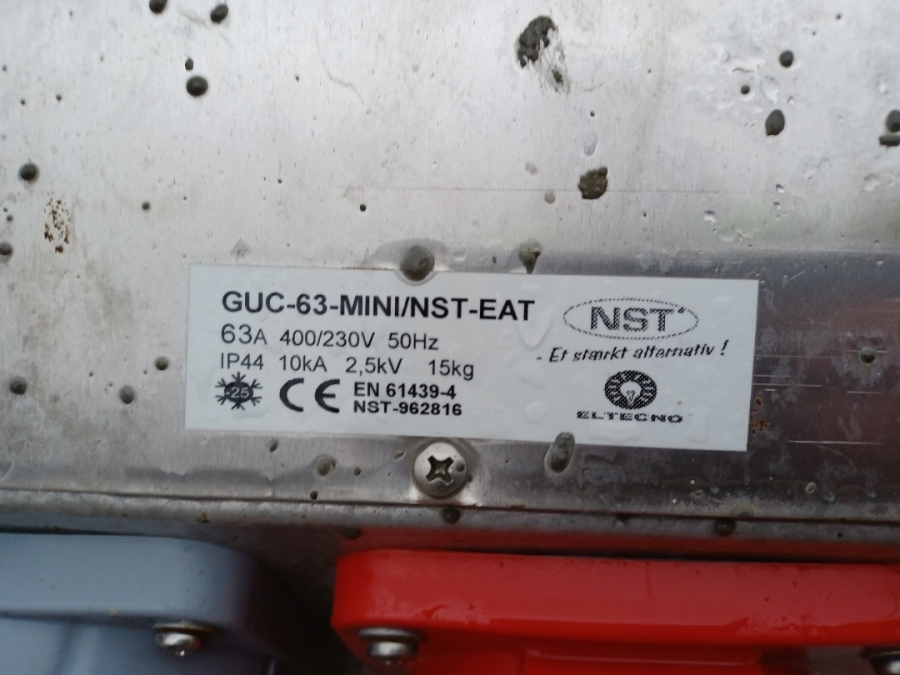 GUC-63-MINI/NST-EAT
63A 400/230V 50Hz
IP44 10kA 2,5kV 15kg
-25
CE
EN 61439-4
NST-962816
NST
- Et stærkt alternativ !
ELTECNO